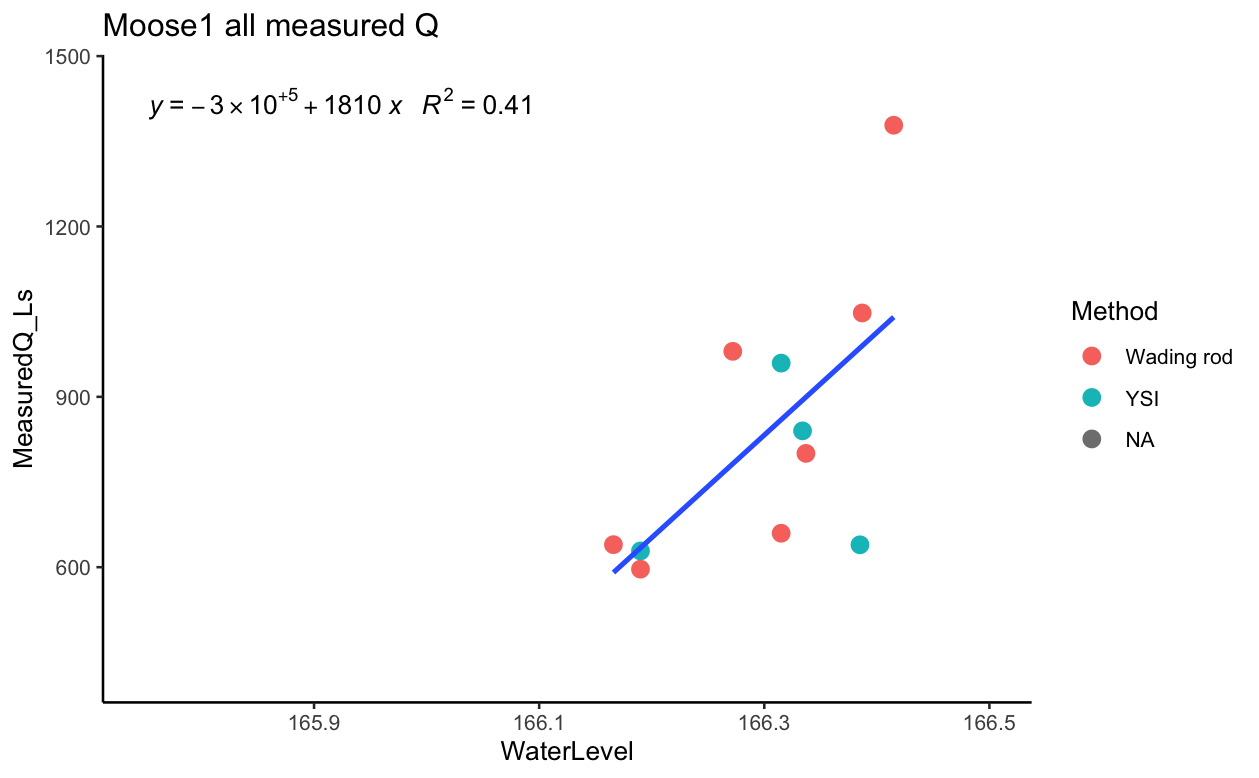 Moose1 all measured Q
y = −3×10⁺⁵ + 1810 x R² = 0.41
1500
1200
900
600
MeasuredQ_Ls
165.9 166.1 166.3 166.5
WaterLevel
Method
Wading rod
YSI
NA